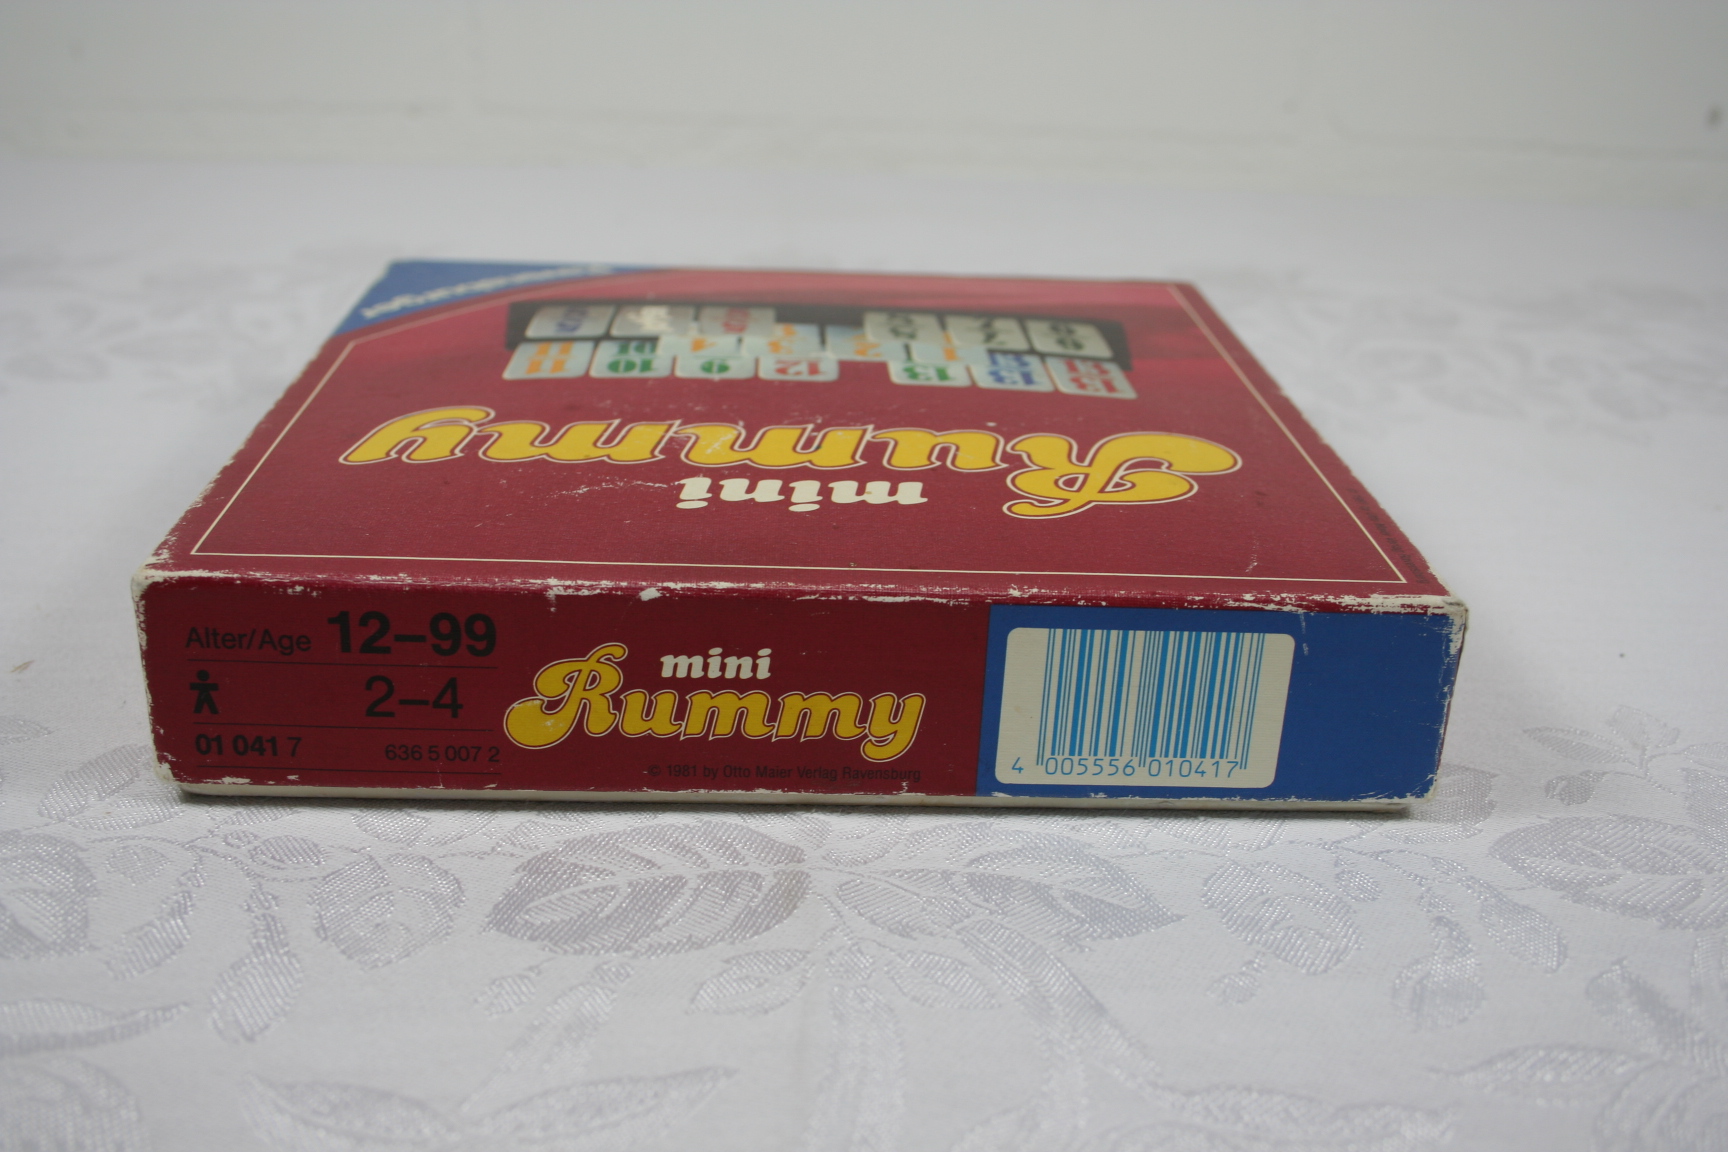 Rummy
mini
Alter/Age 12–99
2–4
01 041 7 636 5 007 2
mini
Rummy
© 1981 by Otto Maier Verlag Ravensburg
4 005556 010417